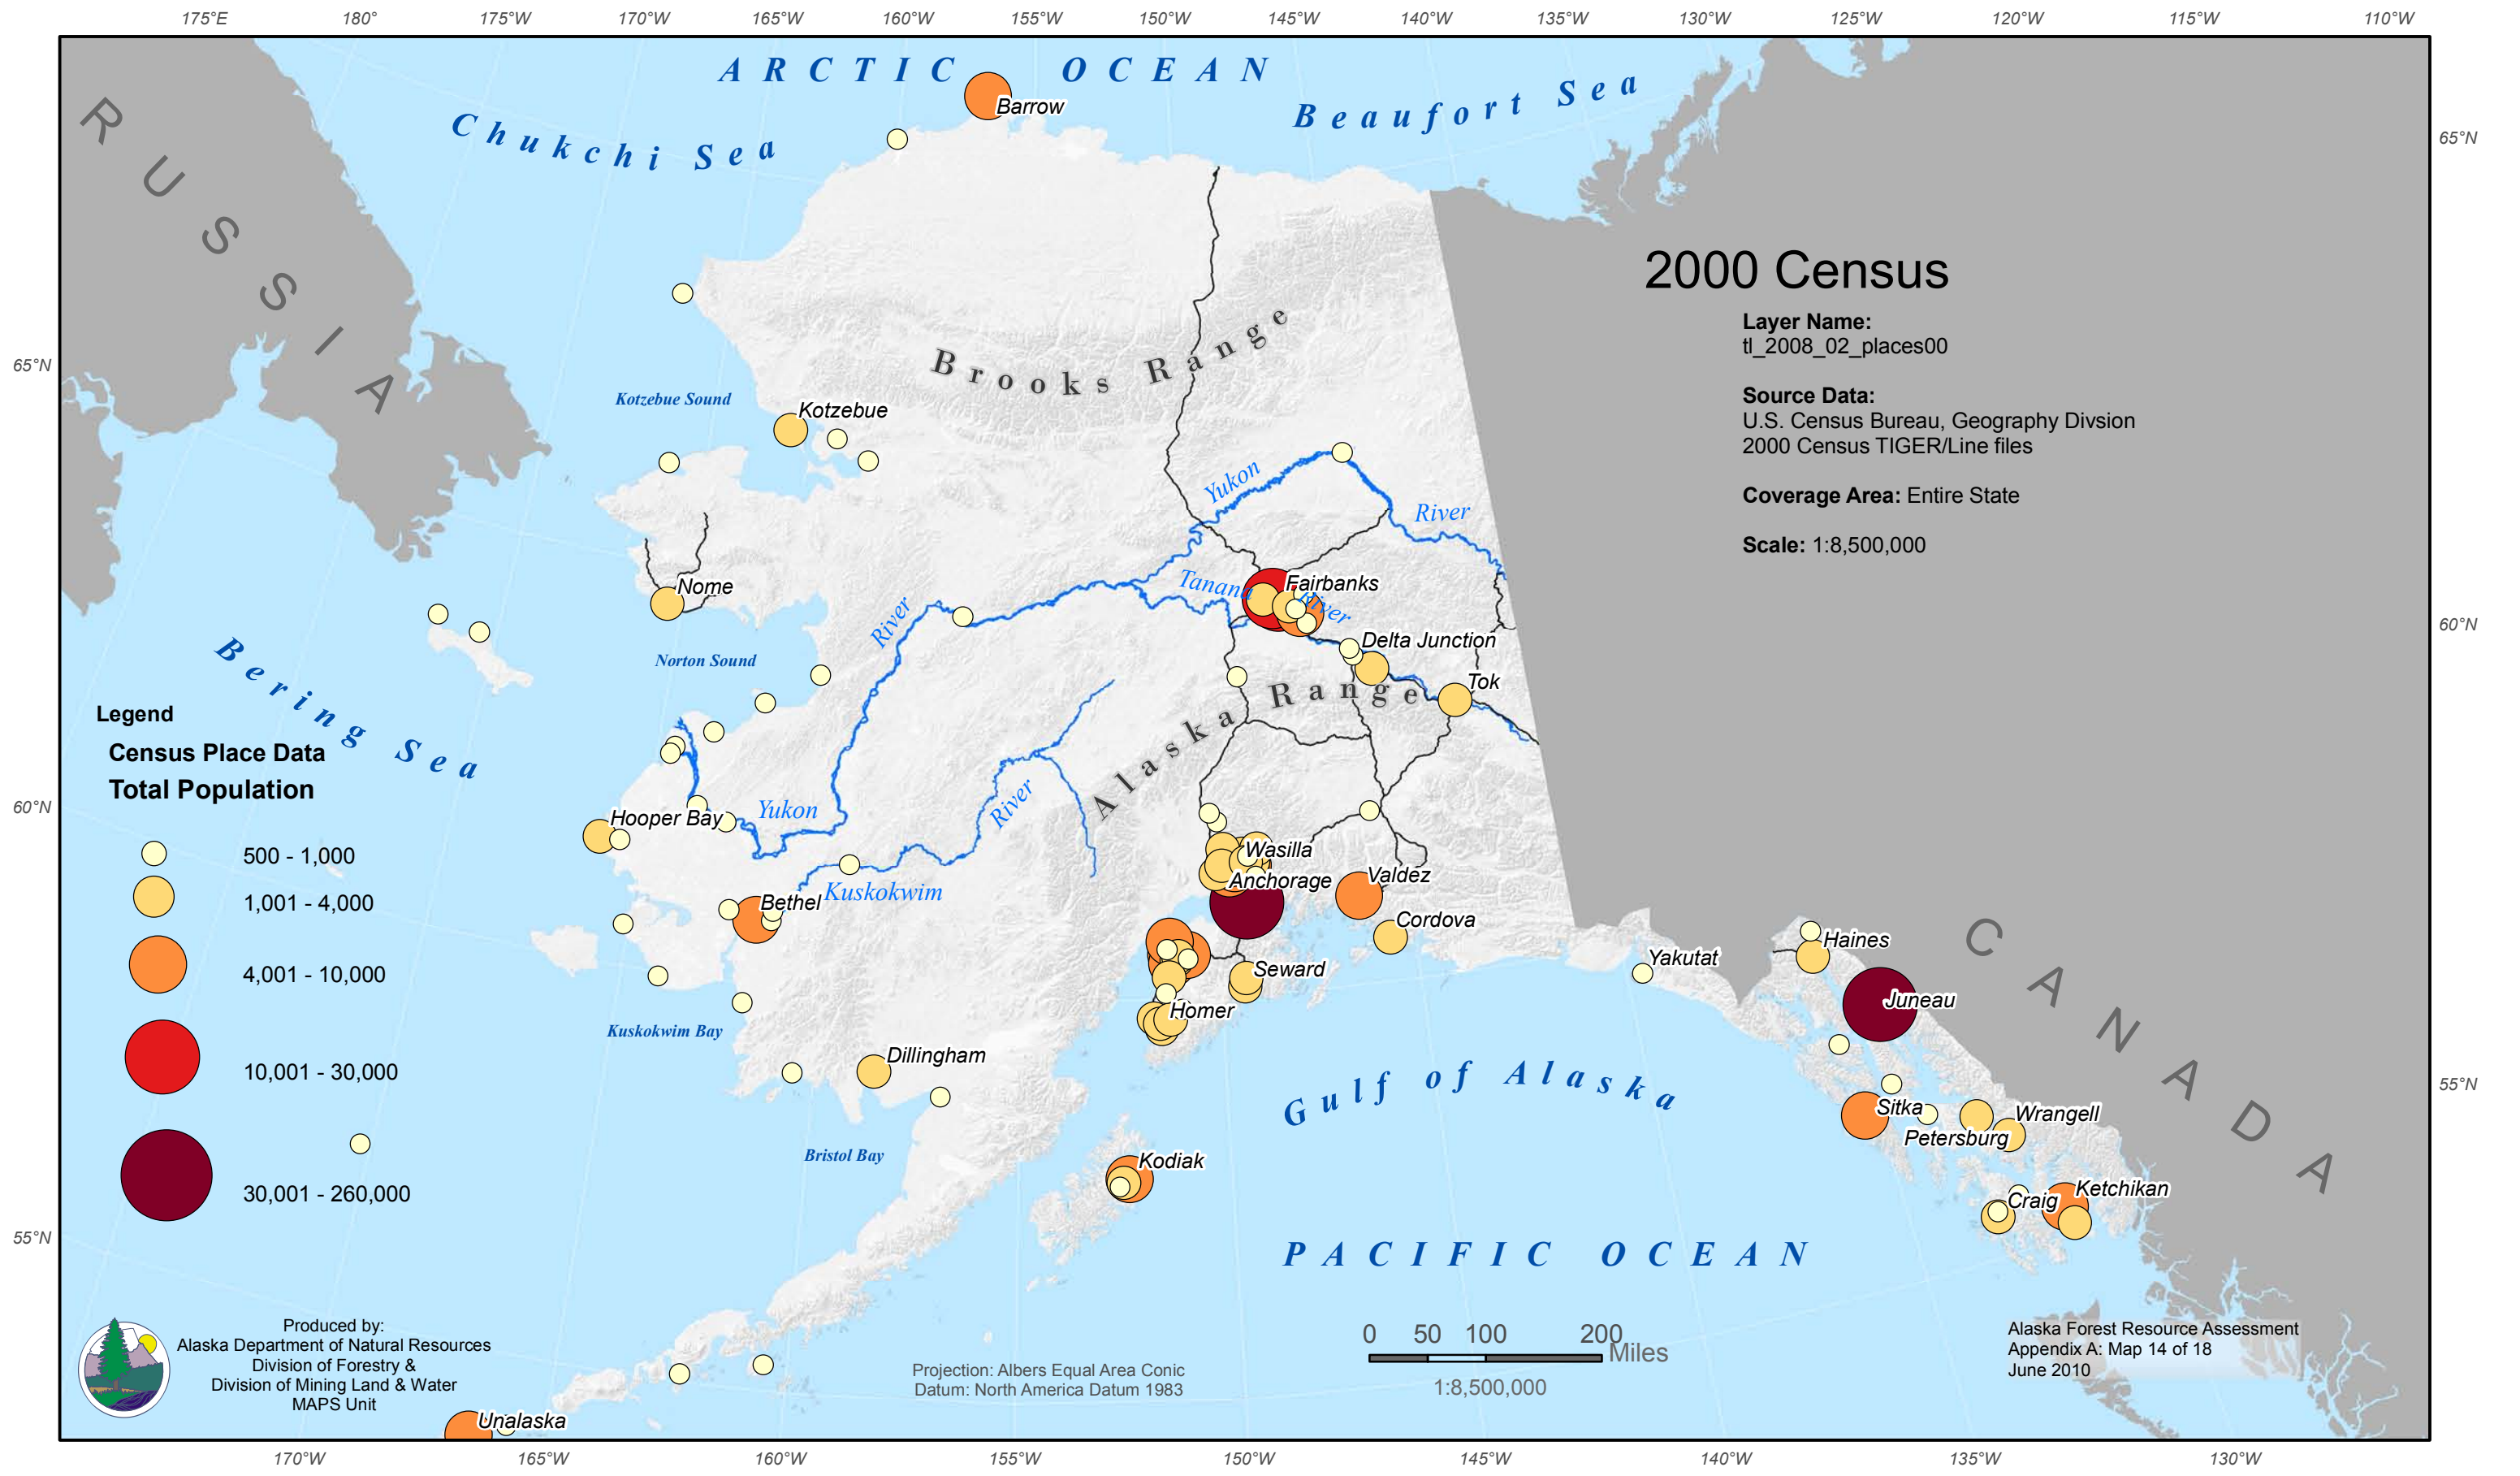 175°E 180° 175°W 170°W 165°W 160°W 155°W 150°W 145°W 140°W 135°W 130°W 125°W 120°W 115°W 110°W
ARCTIC OCEAN
Beaufort Sea
Chukchi Sea
Barrow
RUSSIA
65°N
65°N
2000 Census
Layer Name:
tl_2008_02_places00
Source Data:
U.S. Census Bureau, Geography Divsion
2000 Census TIGER/Line files
Coverage Area: Entire State
Scale: 1:8,500,000
Brooks Range
Kotzebue Sound
Kotzebue
Yukon
River
Nome
Tanana
River
Fairbanks
60°N
River
Delta Junction
Norton Sound
Tok
Alaska Range
Bering Sea
Legend
Census Place Data
Total Population
500 - 1,000
1,001 - 4,000
4,001 - 10,000
10,001 - 30,000
30,001 - 260,000
60°N
Hooper Bay
Yukon
River
Wasilla
Anchorage
Valdez
Bethel
Kuskokwim
Cordova
CANADA
Haines
Yakutat
Seward
Juneau
Homer
Kuskokwim Bay
Dillingham
Gulf of Alaska
55°N
Sitka
Wrangell
Petersburg
Bristol Bay
Kodiak
Ketchikan
Craig
55°N
PACIFIC OCEAN
Produced by:
Alaska Department of Natural Resources
Division of Forestry &
Division of Mining Land & Water
MAPS Unit
Unalaska
Projection: Albers Equal Area Conic
Datum: North America Datum 1983
0 50 100 200
Miles
1:8,500,000
Alaska Forest Resource Assessment
Appendix A: Map 14 of 18
June 2010
170°W 165°W 160°W 155°W 150°W 145°W 140°W 135°W 130°W